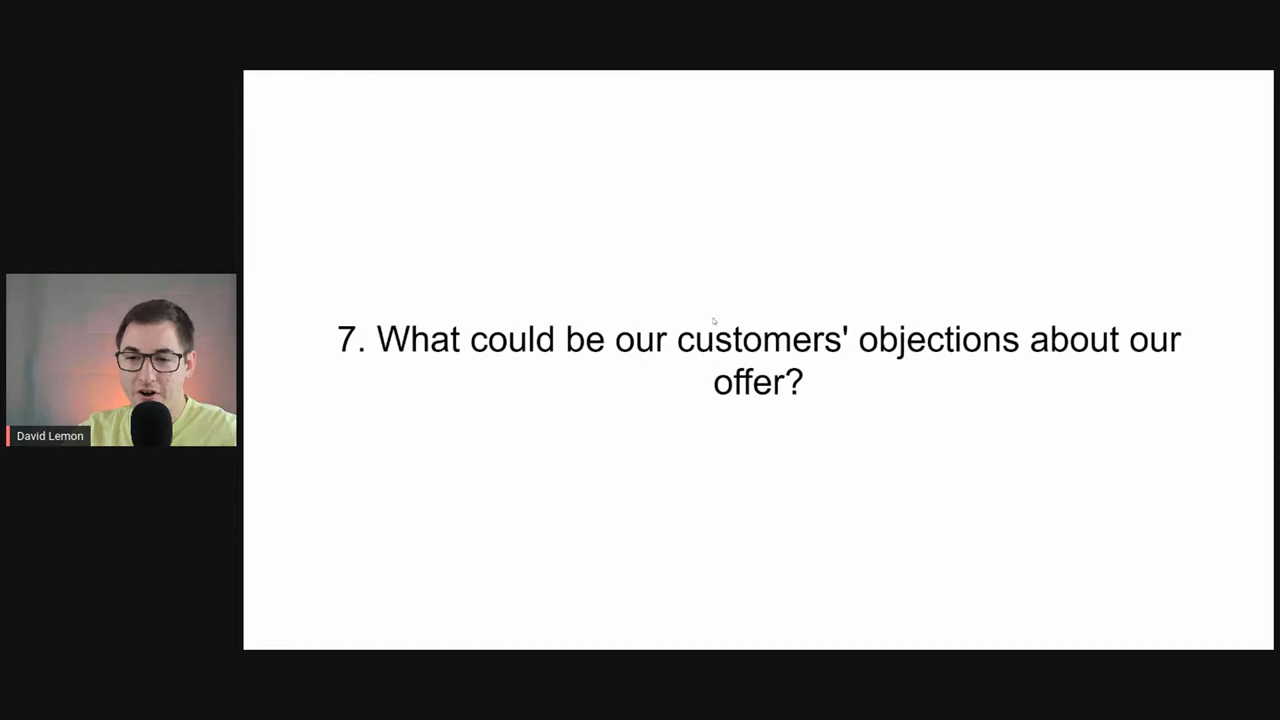 7. What could be our customers' objections about our
offer?
David Lemon